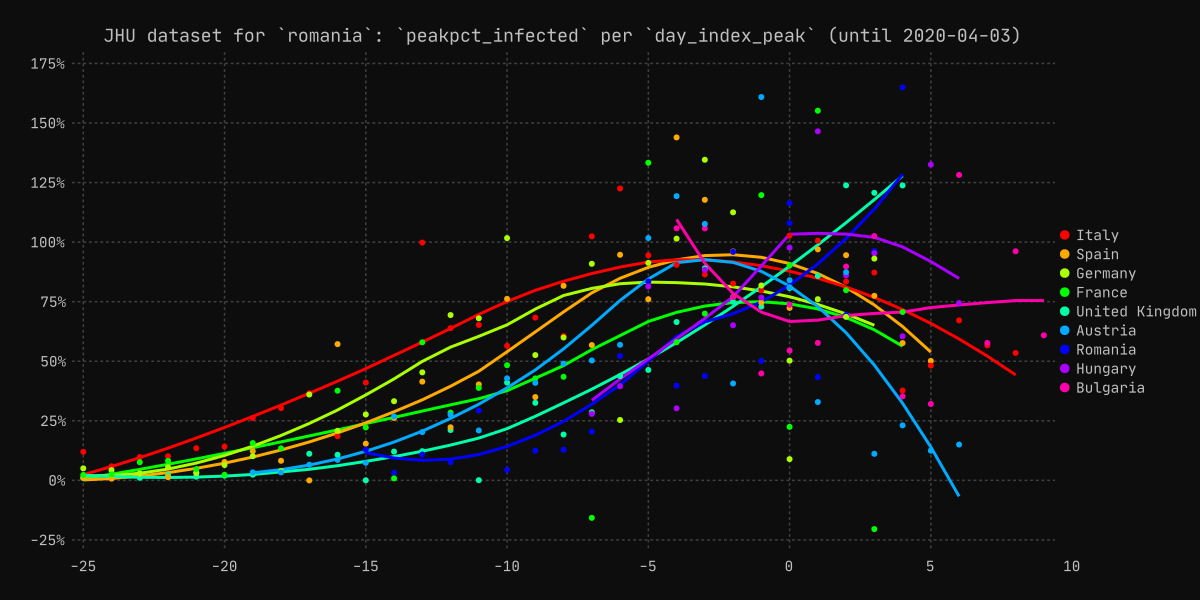 JHU dataset for `romania`: `peakpct_infected` per `day_index_peak` (until 2020-04-03)
175%
150%
125%
100%
75%
50%
25%
0%
-25%
-25
-20
-15
-10
-5
0
5
10
Italy
Spain
Germany
France
United Kingdom
Austria
Romania
Hungary
Bulgaria